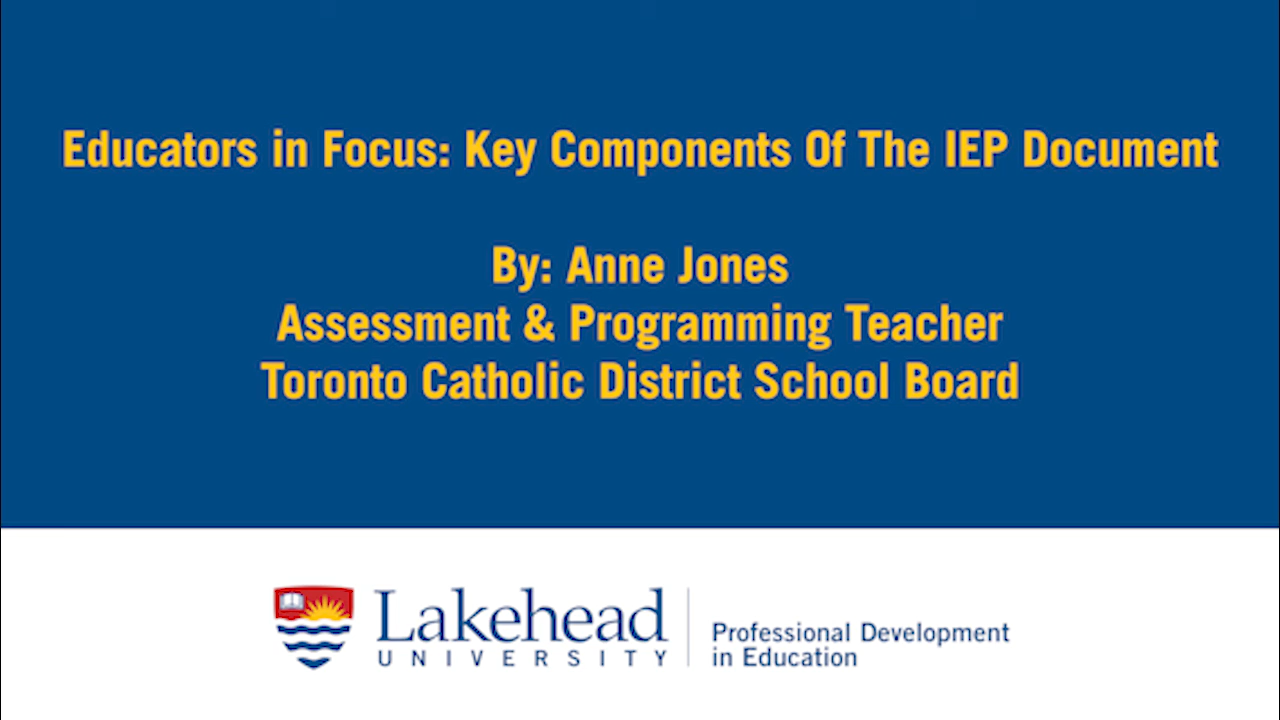 Educators in Focus: Key Components Of The IEP Document
By: Anne Jones
Assessment & Programming Teacher
Toronto Catholic District School Board
Lakehead
UNIVERSITY
Professional Development
in Education